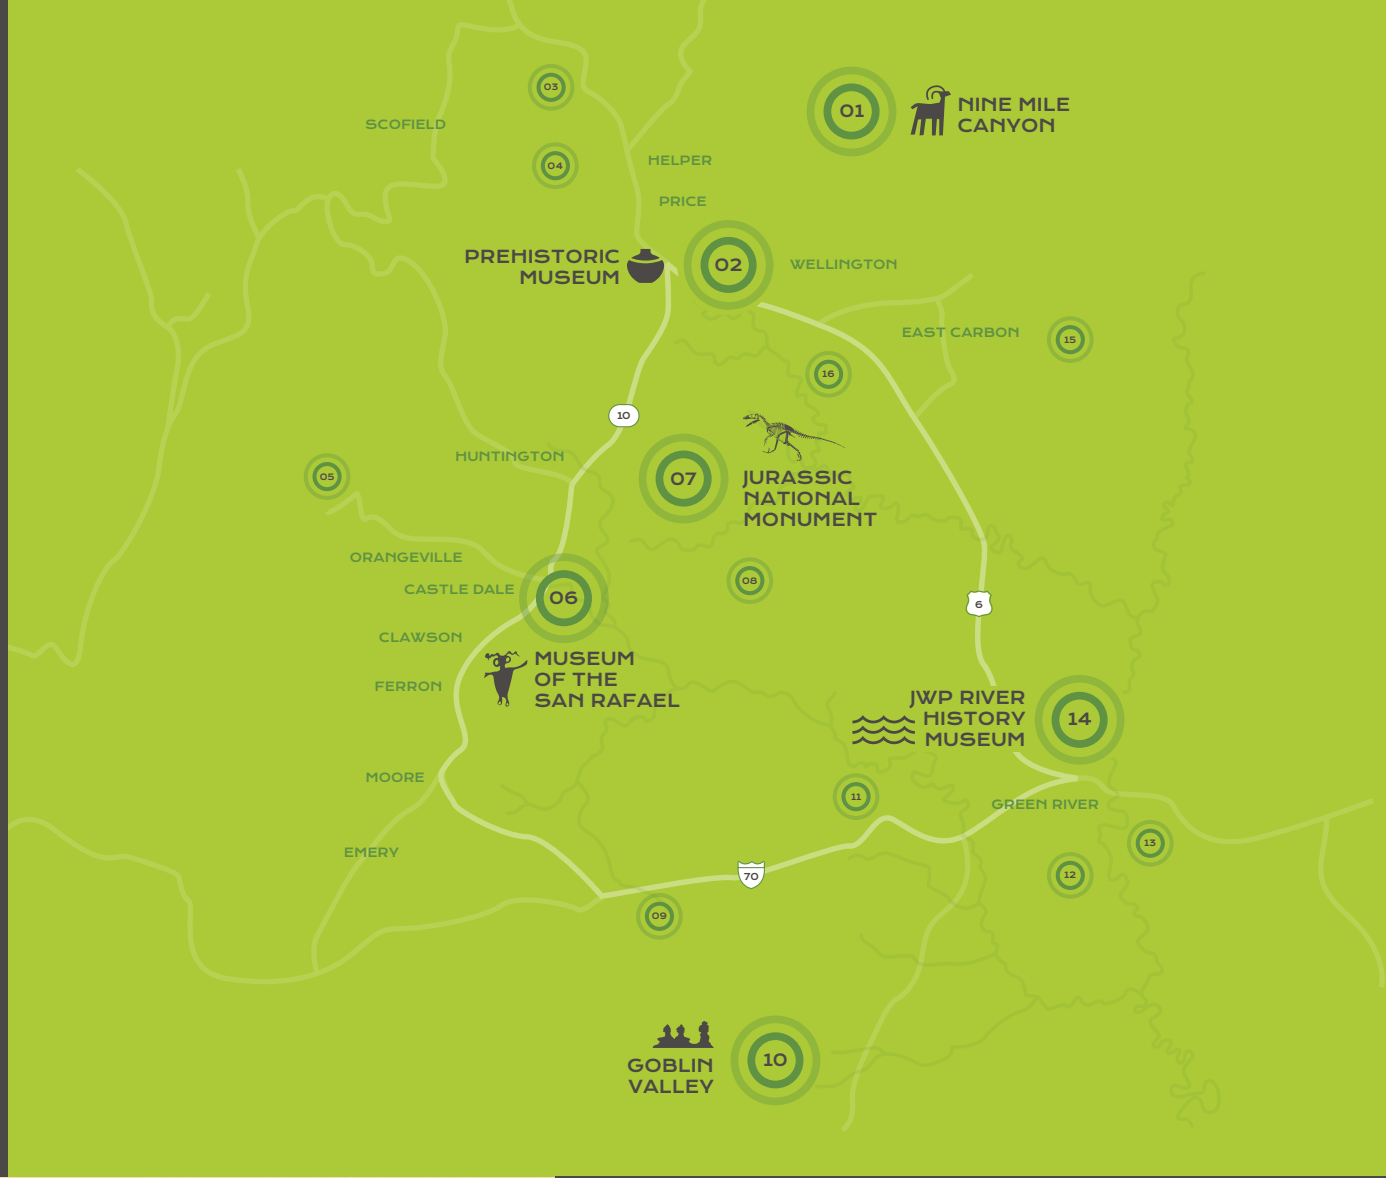 03
01
NINE MILE
CANYON
SCOFIELD
04
HELPER
PRICE
PREHISTORIC
MUSEUM
02
WELLINGTON
EAST CARBON
15
16
10
HUNTINGTON
05
07
JURASSIC
NATIONAL
MONUMENT
ORANGEVILLE
08
CASTLE DALE
06
6
CLAWSON
MUSEUM
OF THE
SAN RAFAEL
FERRON
JWP RIVER
HISTORY
MUSEUM
14
MOORE
11
GREEN RIVER
13
EMERY
12
70
09
GOBLIN
VALLEY
10